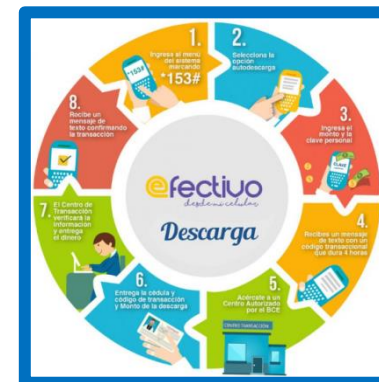 1.
Ingresa al menú
del sistema
marcando
*153#
*153#
2.
Selecciona la
opción
autodescarga
3.
Ingresa el
monto y la
clave personal
CLAVE
4.
Recibes un mensaje
de texto con un
código transaccional
que dura 4 horas
5.
Acércate a un
Centro Autorizado
por el BCE
CENTRO TRANSACCIÓN
6.
Entrega la cédula y
código de transacción
y Monto de la descarga
7.
El Centro de
Transacción
verificará la
información
y entrega
el dinero
8.
Recibe un
mensaje de
texto confirmando
la transacción
efectivo
desde mi celular
Descarga